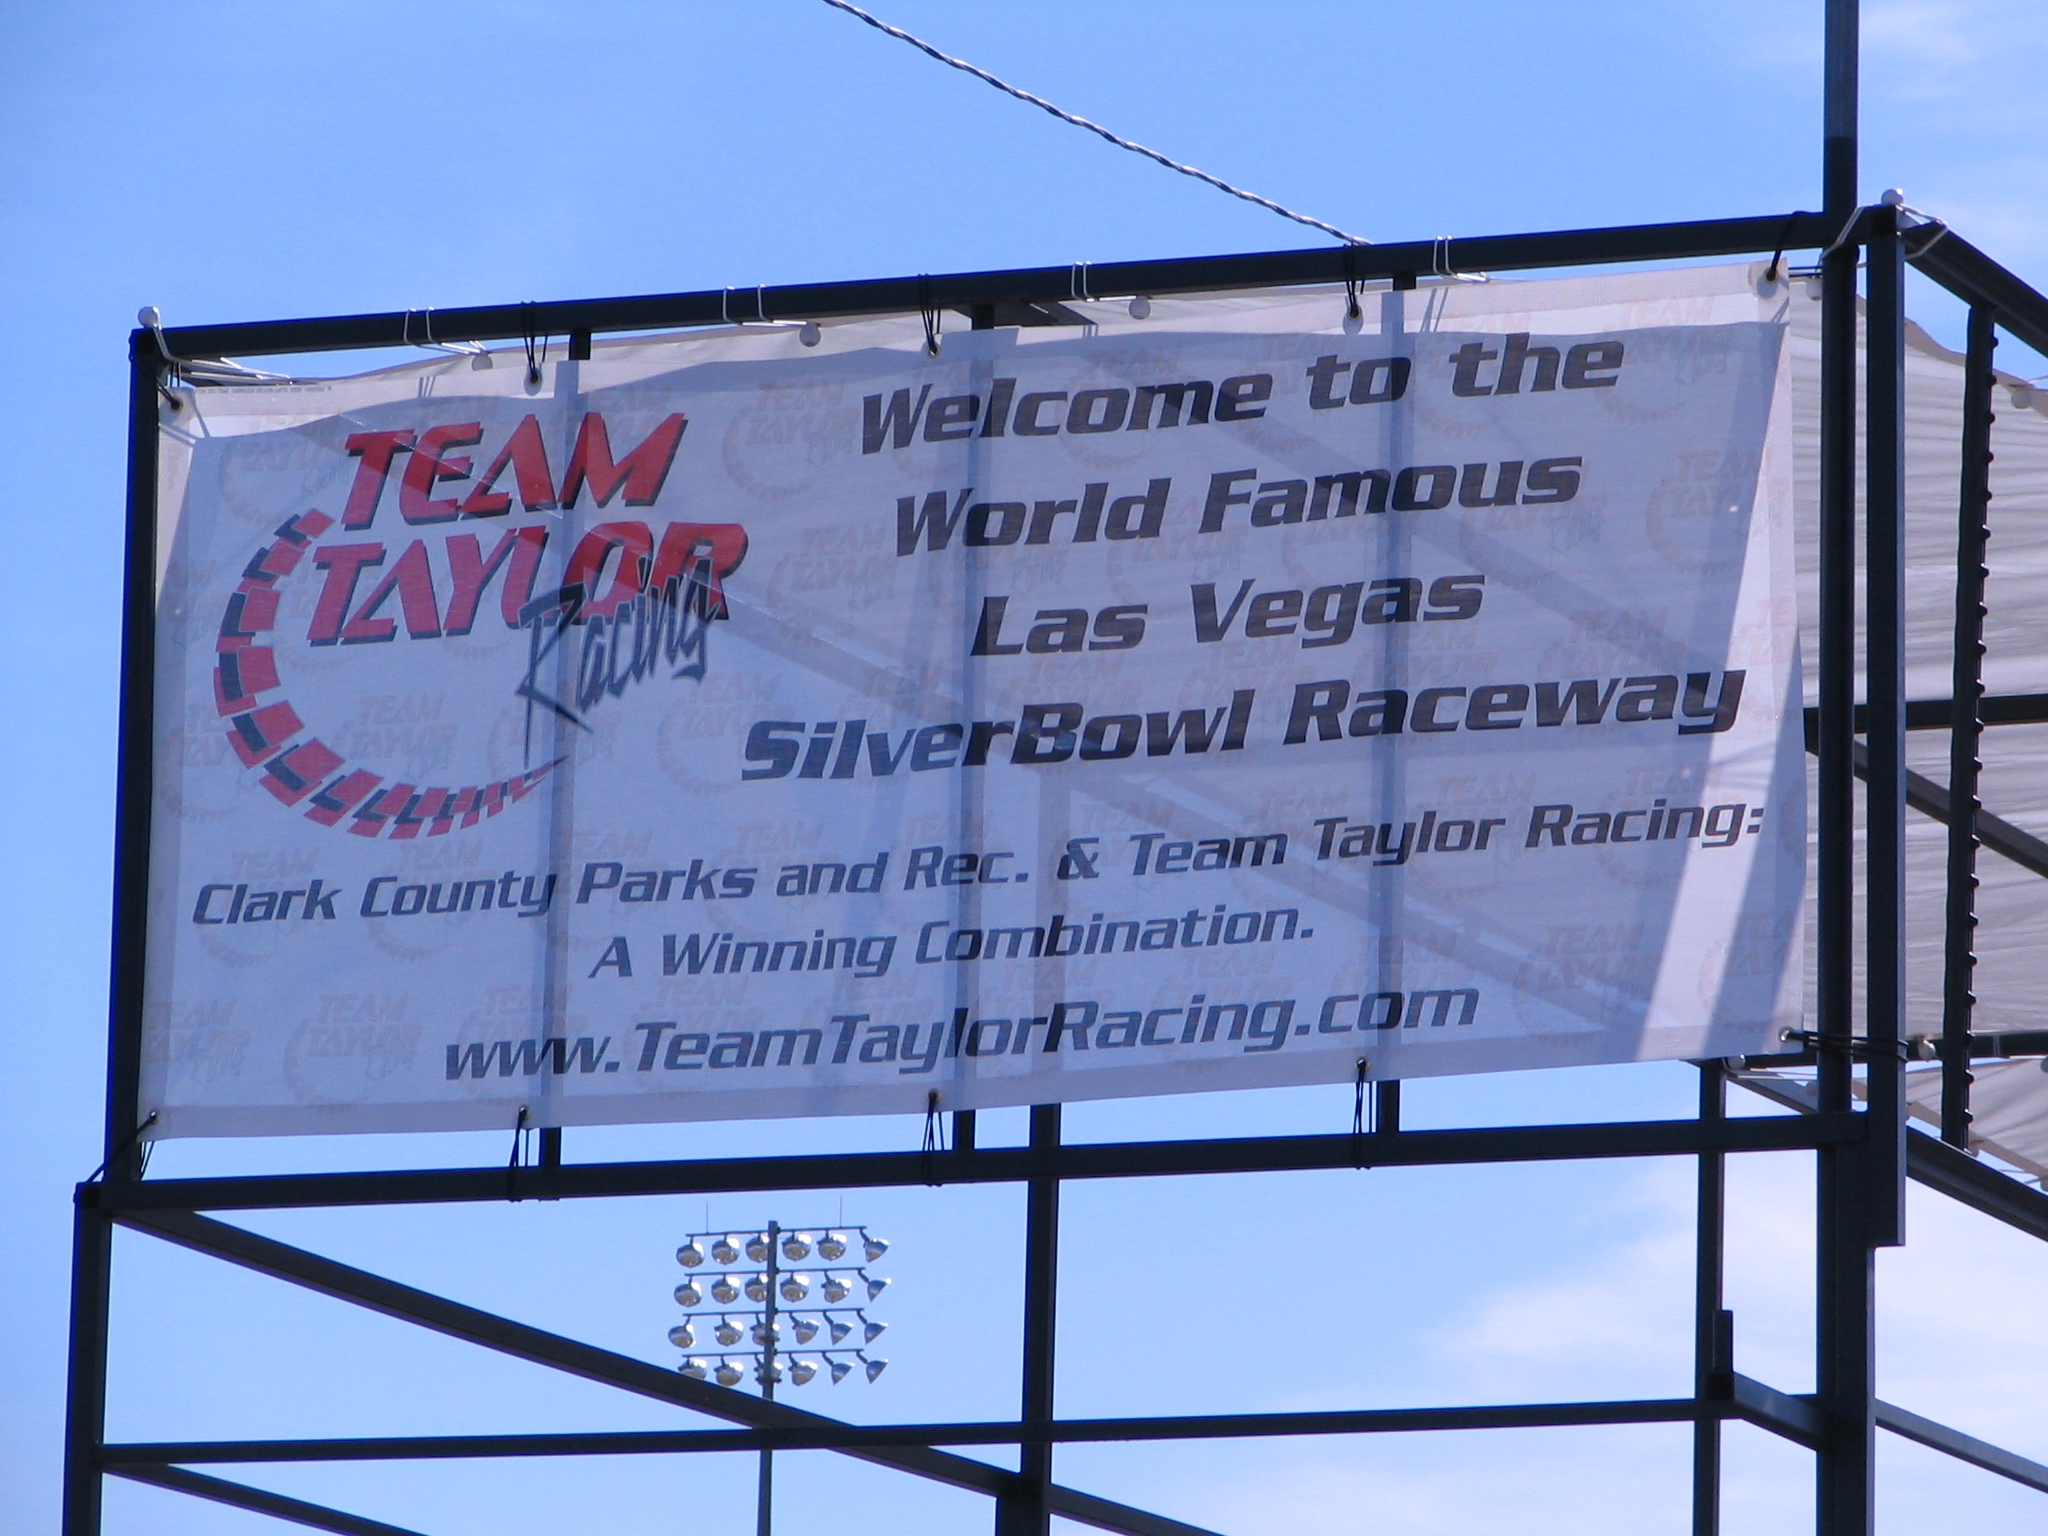 TEAM
TAYLOR
Racing
Welcome to the
World Famous
Las Vegas
SilverBowl Raceway
Clark County Parks and Rec. & Team Taylor Racing:
A Winning Combination.
www.TeamTaylorRacing.com